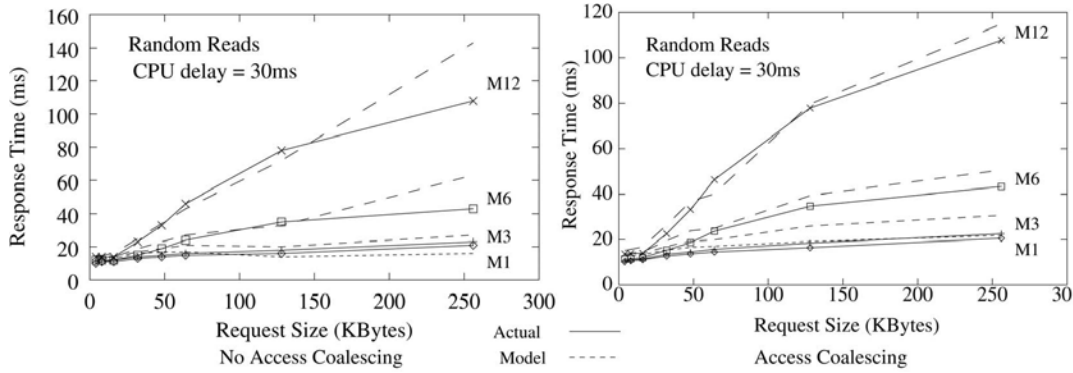 160
140
120
100
80
60
40
20
0
Response Time (ms)
Random Reads
CPU delay = 30ms
M12
M6
M3
M1
0 50 100 150 200 250 300
Request Size (KBytes)
No Access Coalescing
120
100
80
60
40
20
0
Response Time (ms)
Random Reads
CPU delay = 30ms
M12
M6
M3
M1
0 50 100 150 200 250 30
Request Size (KBytes)
Access Coalescing
Actual
Model